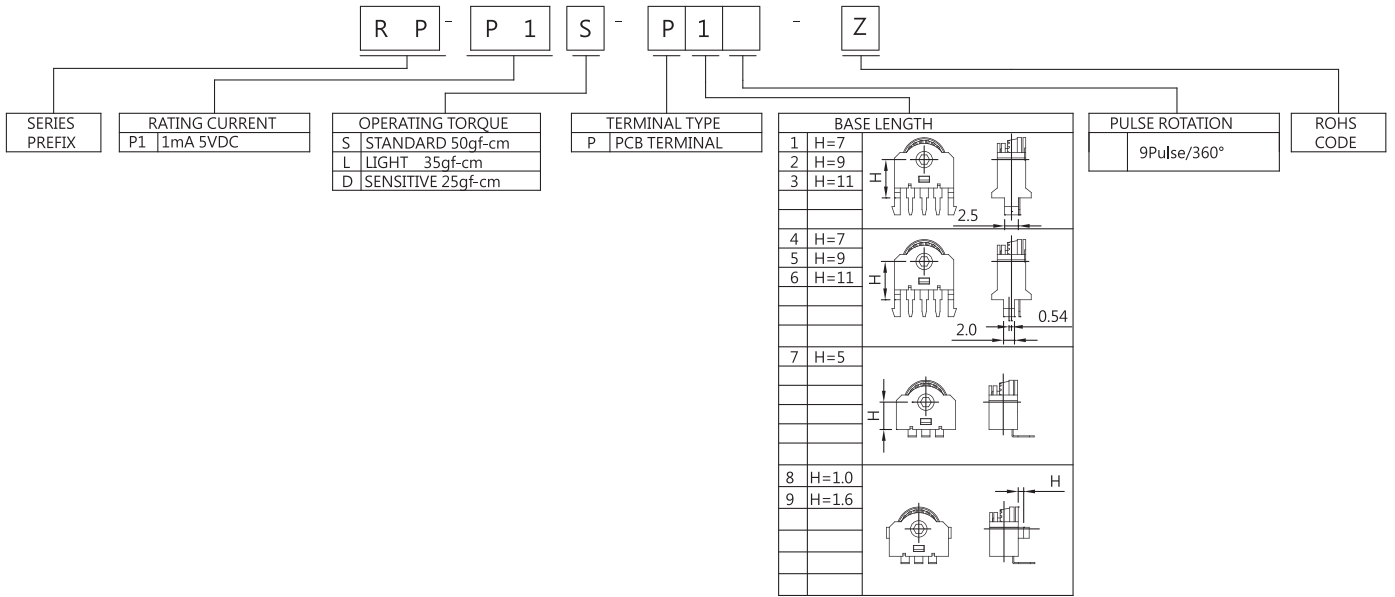 R P - P 1 S - P 1 - Z
SERIES PREFIX
RATING CURRENT
P1 1mA 5VDC
OPERATING TORQUE
S STANDARD 50gf-cm
L LIGHT 35gf-cm
D SENSITIVE 25gf-cm
TERMINAL TYPE
P PCB TERMINAL
BASE LENGTH
1 H=7
2 H=9
3 H=11
H
2.5
4 H=7
5 H=9
6 H=11
H
2.0
0.54
7 H=5
H
8 H=1.0
9 H=1.6
H
PULSE ROTATION
9Pulse/360°
ROHS CODE